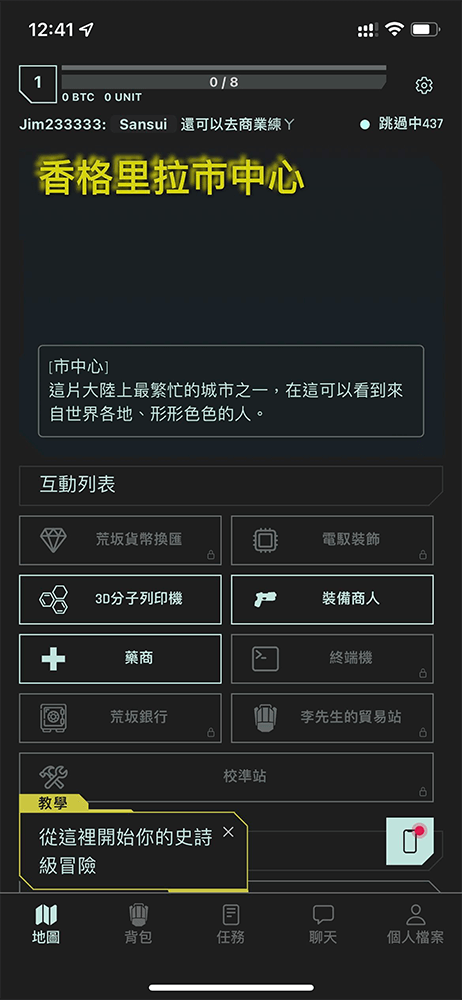 12:41
1
0 / 8
0 BTC 0 UNIT
Jim233333: Sansui 還可以去商業練ㄚ
跳過中437
香格里拉市中心
[市中心]
這片大陸上最繁忙的城市之一，在這可以看到來
自世界各地、形形色色的人。
互動列表
荒坂貨幣換匯
電馭裝飾
3D分子列印機
裝備商人
藥商
終端機
荒坂銀行
李先生的貿易站
校準站
教學
從這裡開始你的史詩
級冒險
地圖
背包
任務
聊天
個人檔案